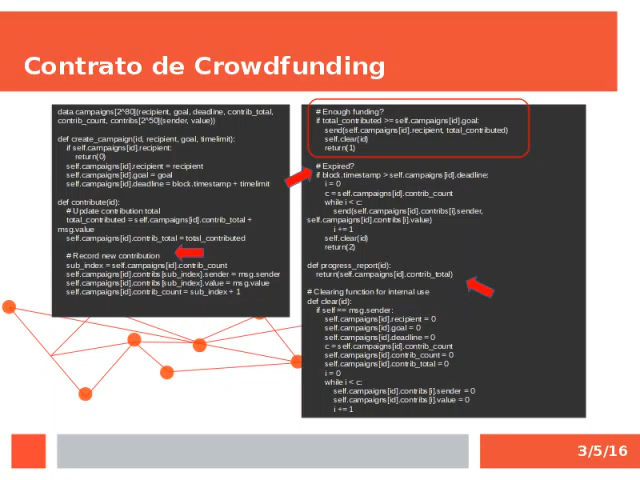 Contrato de Crowdfunding
data campaigns[2^80](recipient, goal, deadline, contrib_total,
contrib_count, contribs[2^50](sender, value))
def create_campaign(id, recipient, goal, timelimit):
if self.campaigns[id].recipient:
return(0)
self.campaigns[id].recipient = recipient
self.campaigns[id].goal = goal
self.campaigns[id].deadline = block.timestamp + timelimit
def contribute(id):
# Update contribution total
total_contributed = self.campaigns[id].contrib_total +
msg.value
self.campaigns[id].contrib_total = total_contributed
# Record new contribution
sub_index = self.campaigns[id].contrib_count
self.campaigns[id].contribs[sub_index].sender = msg.sender
self.campaigns[id].contribs[sub_index].value = msg.value
self.campaigns[id].contrib_count = sub_index + 1
# Enough funding?
if total_contributed >= self.campaigns[id].goal:
send(self.campaigns[id].recipient, total_contributed)
self.clear(id)
return(1)
# Expired?
if block.timestamp > self.campaigns[id].deadline:
i = 0
c = self.campaigns[id].contrib_count
while i < c:
send(self.campaigns[id].contribs[i].sender,
self.campaigns[id].contribs[i].value)
i += 1
self.clear(id)
return(2)
def progress_report(id):
return(self.campaigns[id].contrib_total)
# Clearing function for internal use
def clear(id):
if self == msg.sender:
self.campaigns[id].recipient = 0
self.campaigns[id].goal = 0
self.campaigns[id].deadline = 0
c = self.campaigns[id].contrib_count
self.campaigns[id].contrib_count = 0
self.campaigns[id].contrib_total = 0
i = 0
while i < c:
self.campaigns[id].contribs[i].sender = 0
self.campaigns[id].contribs[i].value = 0
i += 1
3/5/16